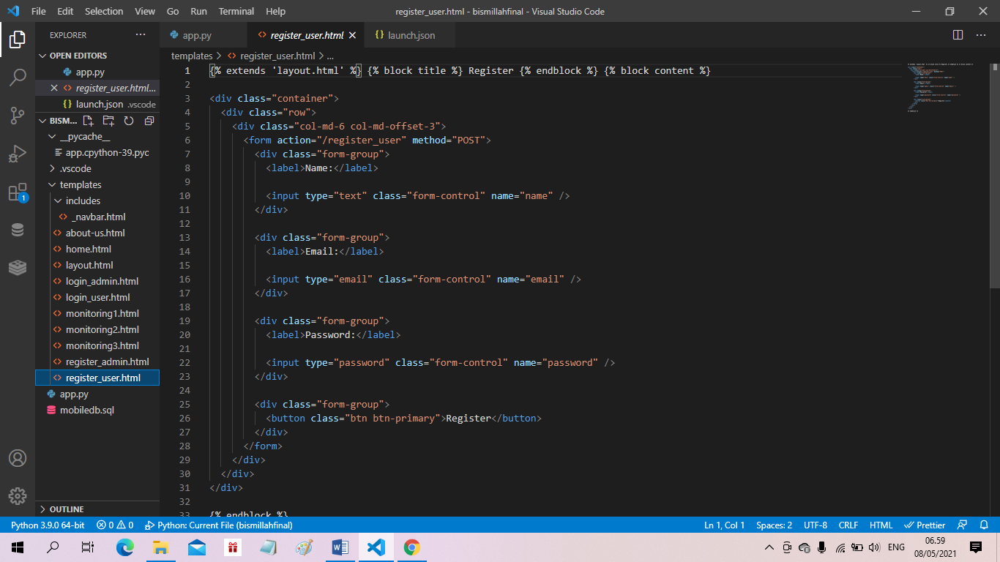 File Edit Selection View Go Run Terminal Help register_user.html - bismillahfinal - Visual Studio Code
EXPLORER
OPEN EDITORS
app.py
register_user.html...
launch.json .vscode
BISM...
__pycache__
app.cpython-39.pyc
.vscode
templates
includes
_navbar.html
about-us.html
home.html
layout.html
login_admin.html
login_user.html
monitoring1.html
monitoring2.html
monitoring3.html
register_admin.html
register_user.html
app.py
mobiledb.sql
OUTLINE
1
app.py register_user.html launch.json
templates > register_user.html > ...
1 {% extends 'layout.html' %} {% block title %} Register {% endblock %} {% block content %}
2
3 <div class="container">
4 <div class="row">
5 <div class="col-md-6 col-md-offset-3">
6 <form action="/register_user" method="POST">
7 <div class="form-group">
8 <label>Name:</label>
9
10 <input type="text" class="form-control" name="name" />
11 </div>
12
13 <div class="form-group">
14 <label>Email:</label>
15
16 <input type="email" class="form-control" name="email" />
17 </div>
18
19 <div class="form-group">
20 <label>Password:</label>
21
22 <input type="password" class="form-control" name="password" />
23 </div>
24
25 <div class="form-group">
26 <button class="btn btn-primary">Register</button>
27 </div>
28 </form>
29 </div>
30 </div>
31 </div>
32
33 {% endblock %}
Python 3.9.0 64-bit 0 0 Python: Current File (bismillahfinal) Ln 1, Col 1 Spaces: 2 UTF-8 CRLF HTML Prettier
ENG 06.59
08/05/2021